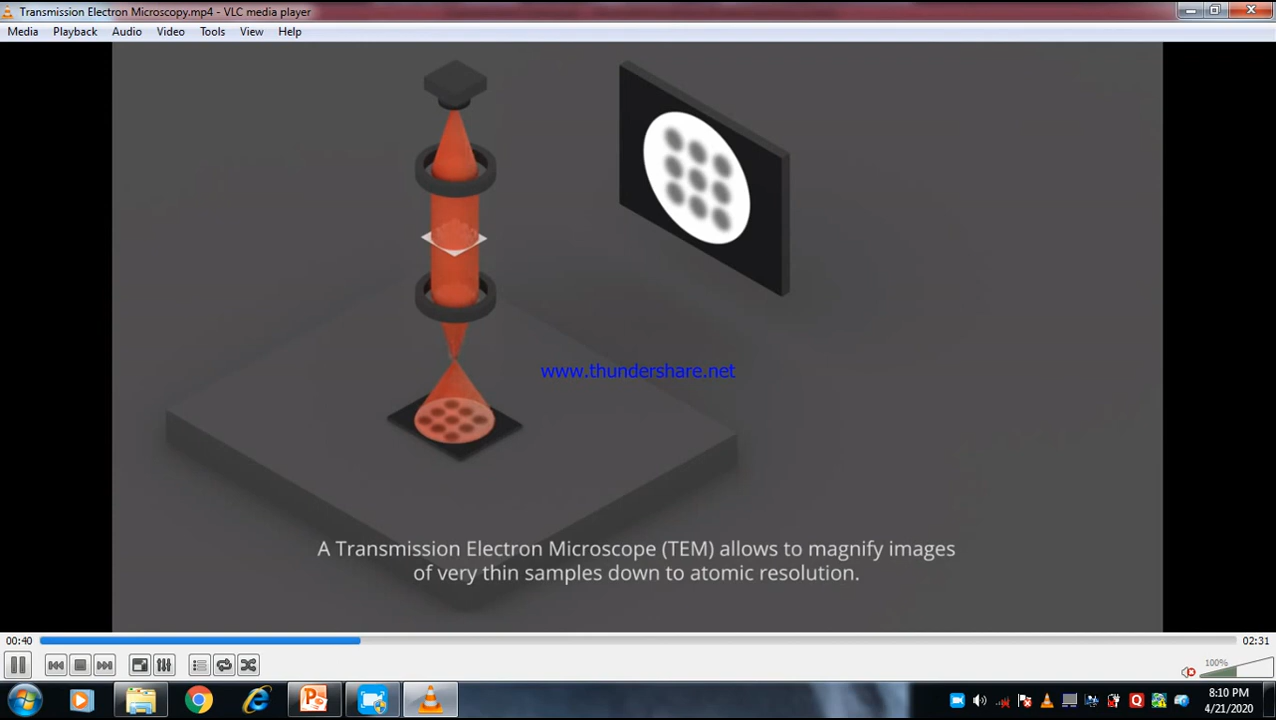 Transmission Electron Microscopy.mp4 - VLC media player
Media Playback Audio Video Tools View Help
www.thundershare.net
A Transmission Electron Microscope (TEM) allows to magnify images
of very thin samples down to atomic resolution.
00:40
02:31
100%
8:10 PM
4/21/2020